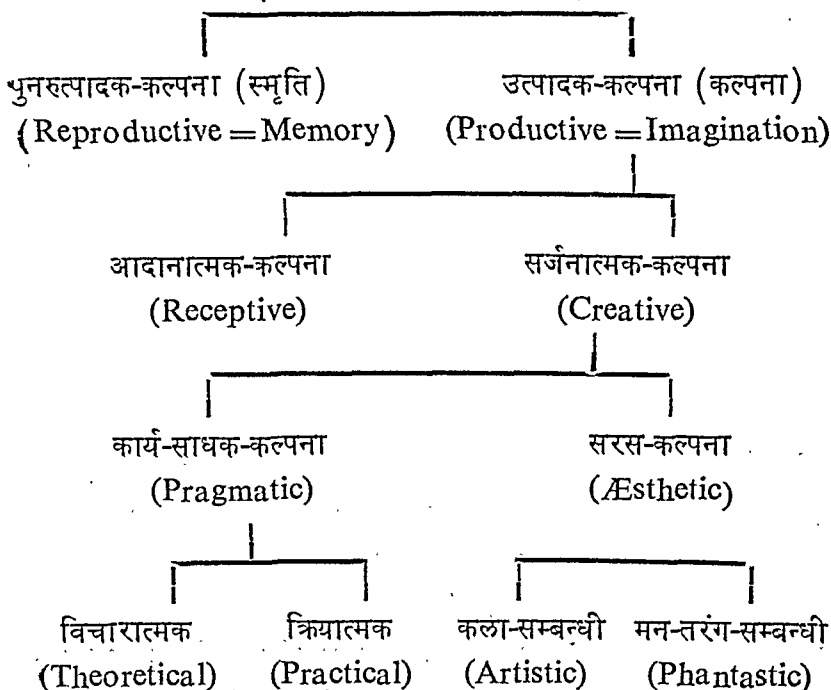 पुनरुत्पादक-कल्पना (स्मृति) उत्पादक-कल्पना (कल्पना)
(Reproductive=Memory) (Productive=Imagination)
आदानात्मक-कल्पना सर्जनात्मक-कल्पना
(Receptive) (Creative)
कार्य-साधक-कल्पना सरस-कल्पना
(Pragmatic) (Æsthetic)
विचारात्मक क्रियात्मक कला-सम्बन्धी मन-तरंग-सम्बन्धी
(Theoretical) (Practical) (Artistic) (Phantastic)